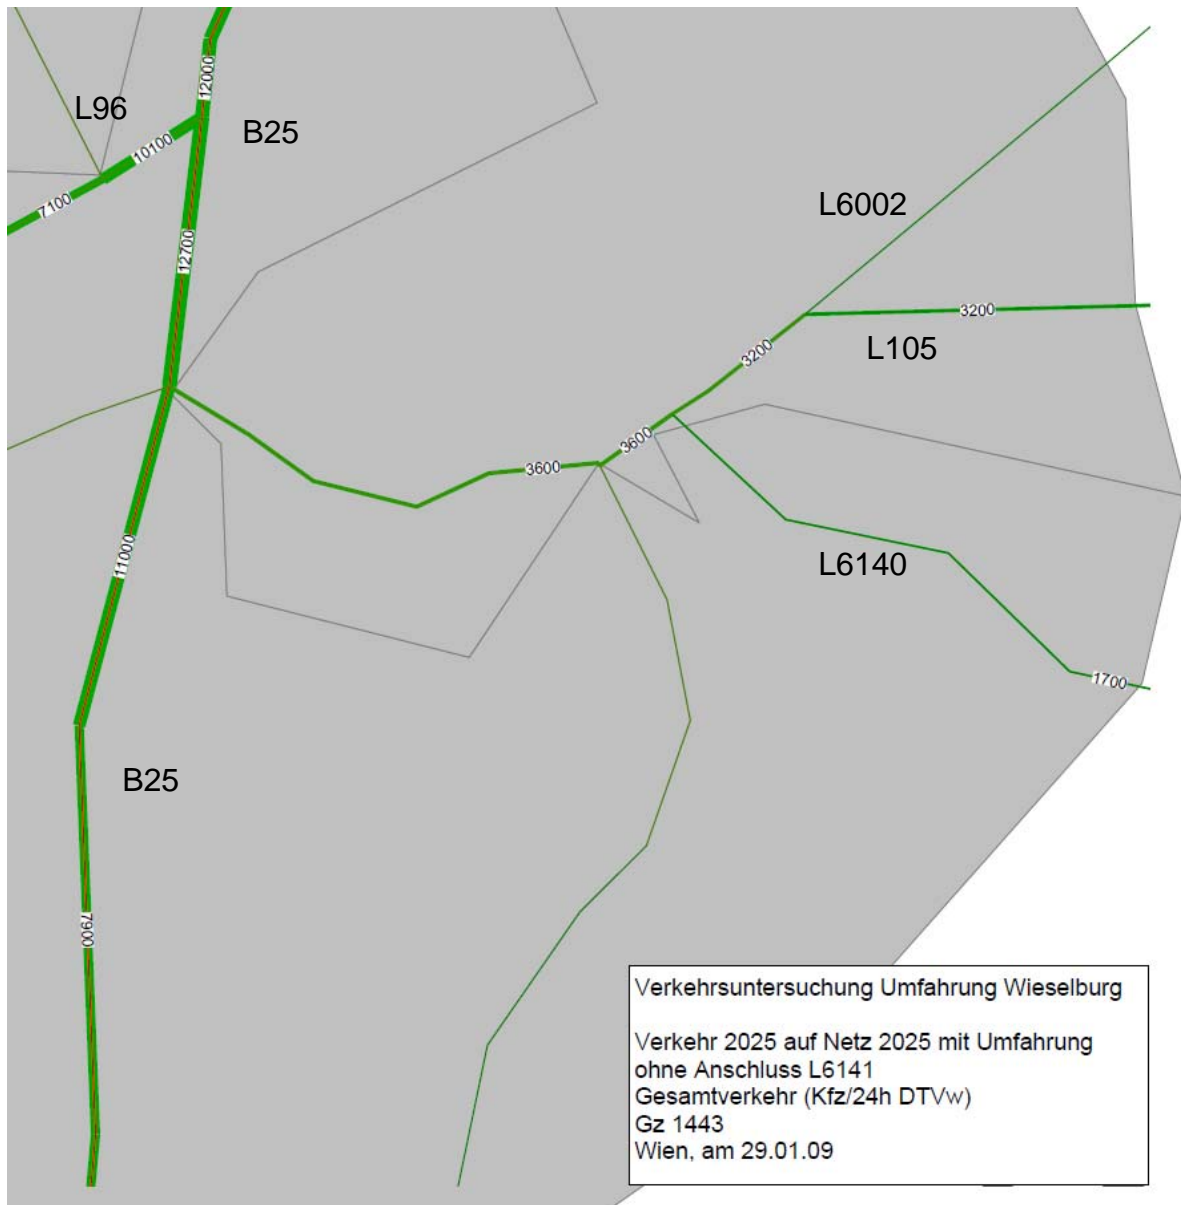 12000
L96
B25
10100
7100
L6002
12700
3200
L105
3200
3600
3600
11000
L6140
1700
B25
7900
Verkehrsuntersuchung Umfahrung Wieselburg
Verkehr 2025 auf Netz 2025 mit Umfahrung
ohne Anschluss L6141
Gesamtverkehr (Kfz/24h DTVw)
Gz 1443
Wien, am 29.01.09